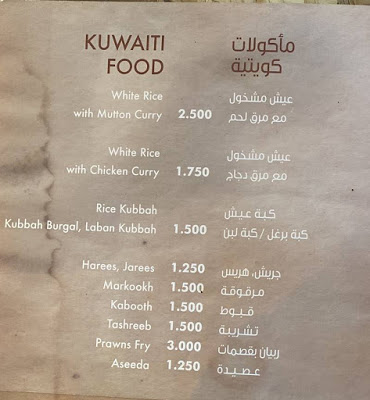 KUWAITI مأكولات
FOOD كويتية
White Rice عيش مشخول
with Mutton Curry 2.500 مع مرق لحم
White Rice عيش مشخول
with Chicken Curry 1.750 مع مرق دجاج
Rice Kubbah كبة عيش
Kubbah Burgal, Laban Kubbah 1.500 كبة برغل / كبة لبن
Harees, Jarees 1.250 جريش، هريس
Markookh 1.500 مرقوقة
Kabooth 1.500 قبوط
Tashreeb 1.500 تشريبة
Prawns Fry 3.000 ربيان بقصمات
Aseeda 1.250 عصيدة